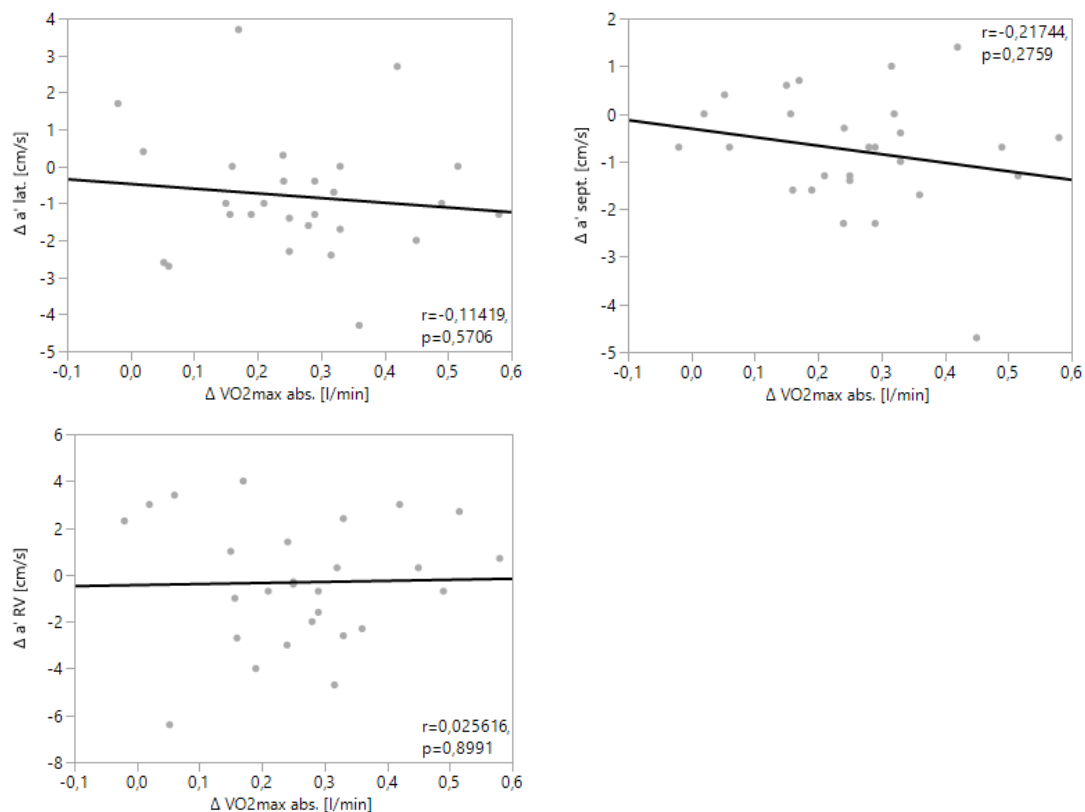 4
3
2
1
0
-1
-2
-3
-4
-5
Δ a' lat. [cm/s]
r=-0,11419,
p=0,5706
-0,1 0,0 0,1 0,2 0,3 0,4 0,5 0,6
Δ VO2max abs. [l/min]
2
1
0
-1
-2
-3
-4
-5
Δ a' sept. [cm/s]
r=-0,21744,
p=0,2759
-0,1 0,0 0,1 0,2 0,3 0,4 0,5 0,6
Δ VO2max abs. [l/min]
6
4
2
0
-2
-4
-6
-8
Δ a' RV [cm/s]
r=0,025616,
p=0,8991
-0,1 0,0 0,1 0,2 0,3 0,4 0,5 0,6
Δ VO2max abs. [l/min]